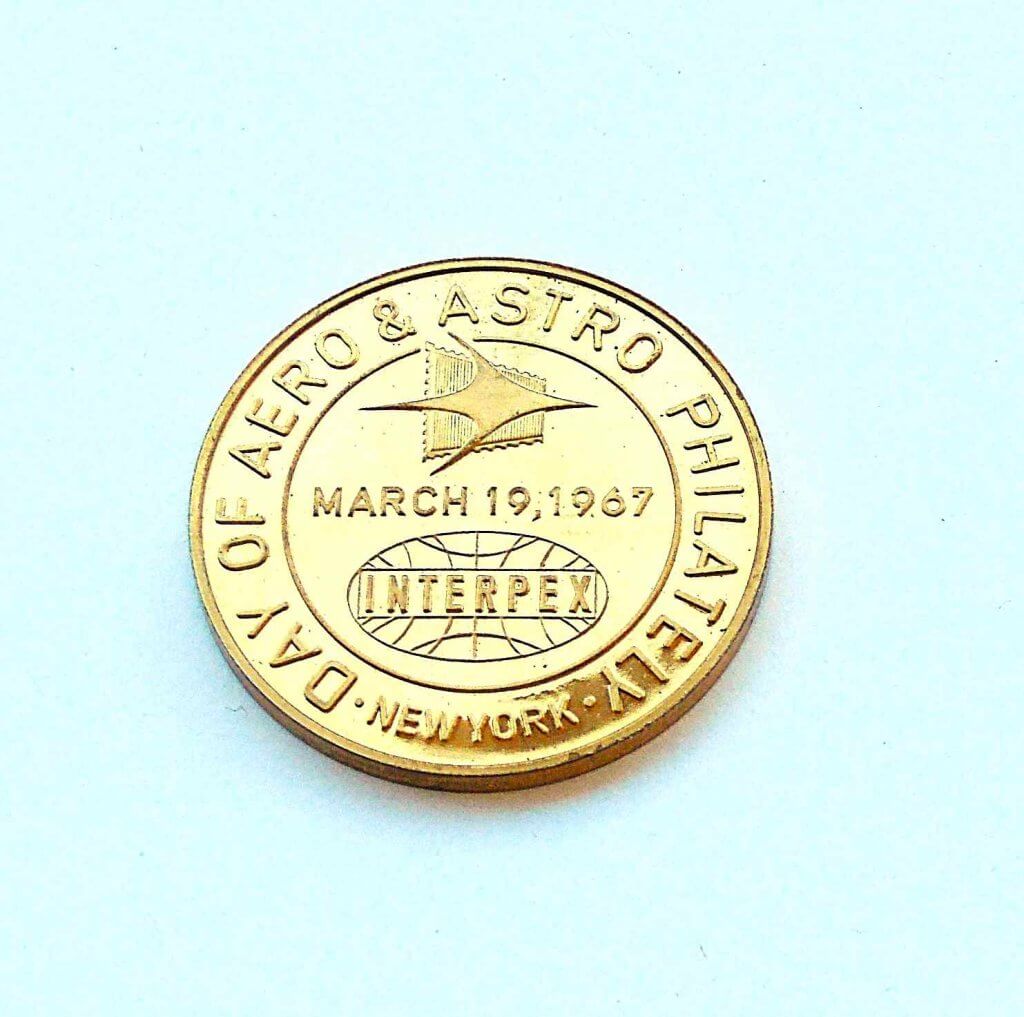 DAY OF AERO & ASTRO PHILATELY
MARCH 19,1967
INTERPEX
· NEW YORK ·